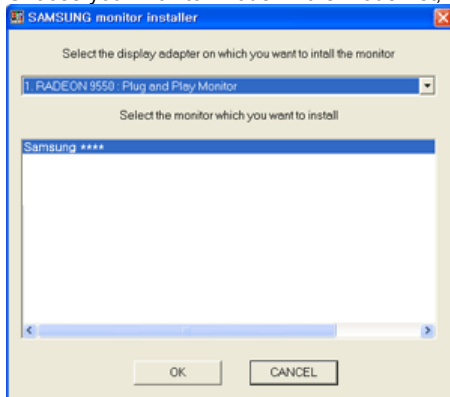 SAMSUNG monitor installer
Select the display adapter on which you want to intall the monitor
1. RADEON 9550 : Plug and Play Monitor
Select the monitor which you want to install
Samsung ****
OK
CANCEL